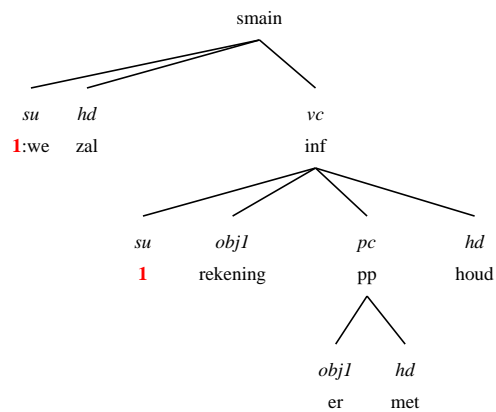 smain
su hd vc
1:we zal inf
su obj1 pc hd
1 rekening pp houd
obj1 hd
er met